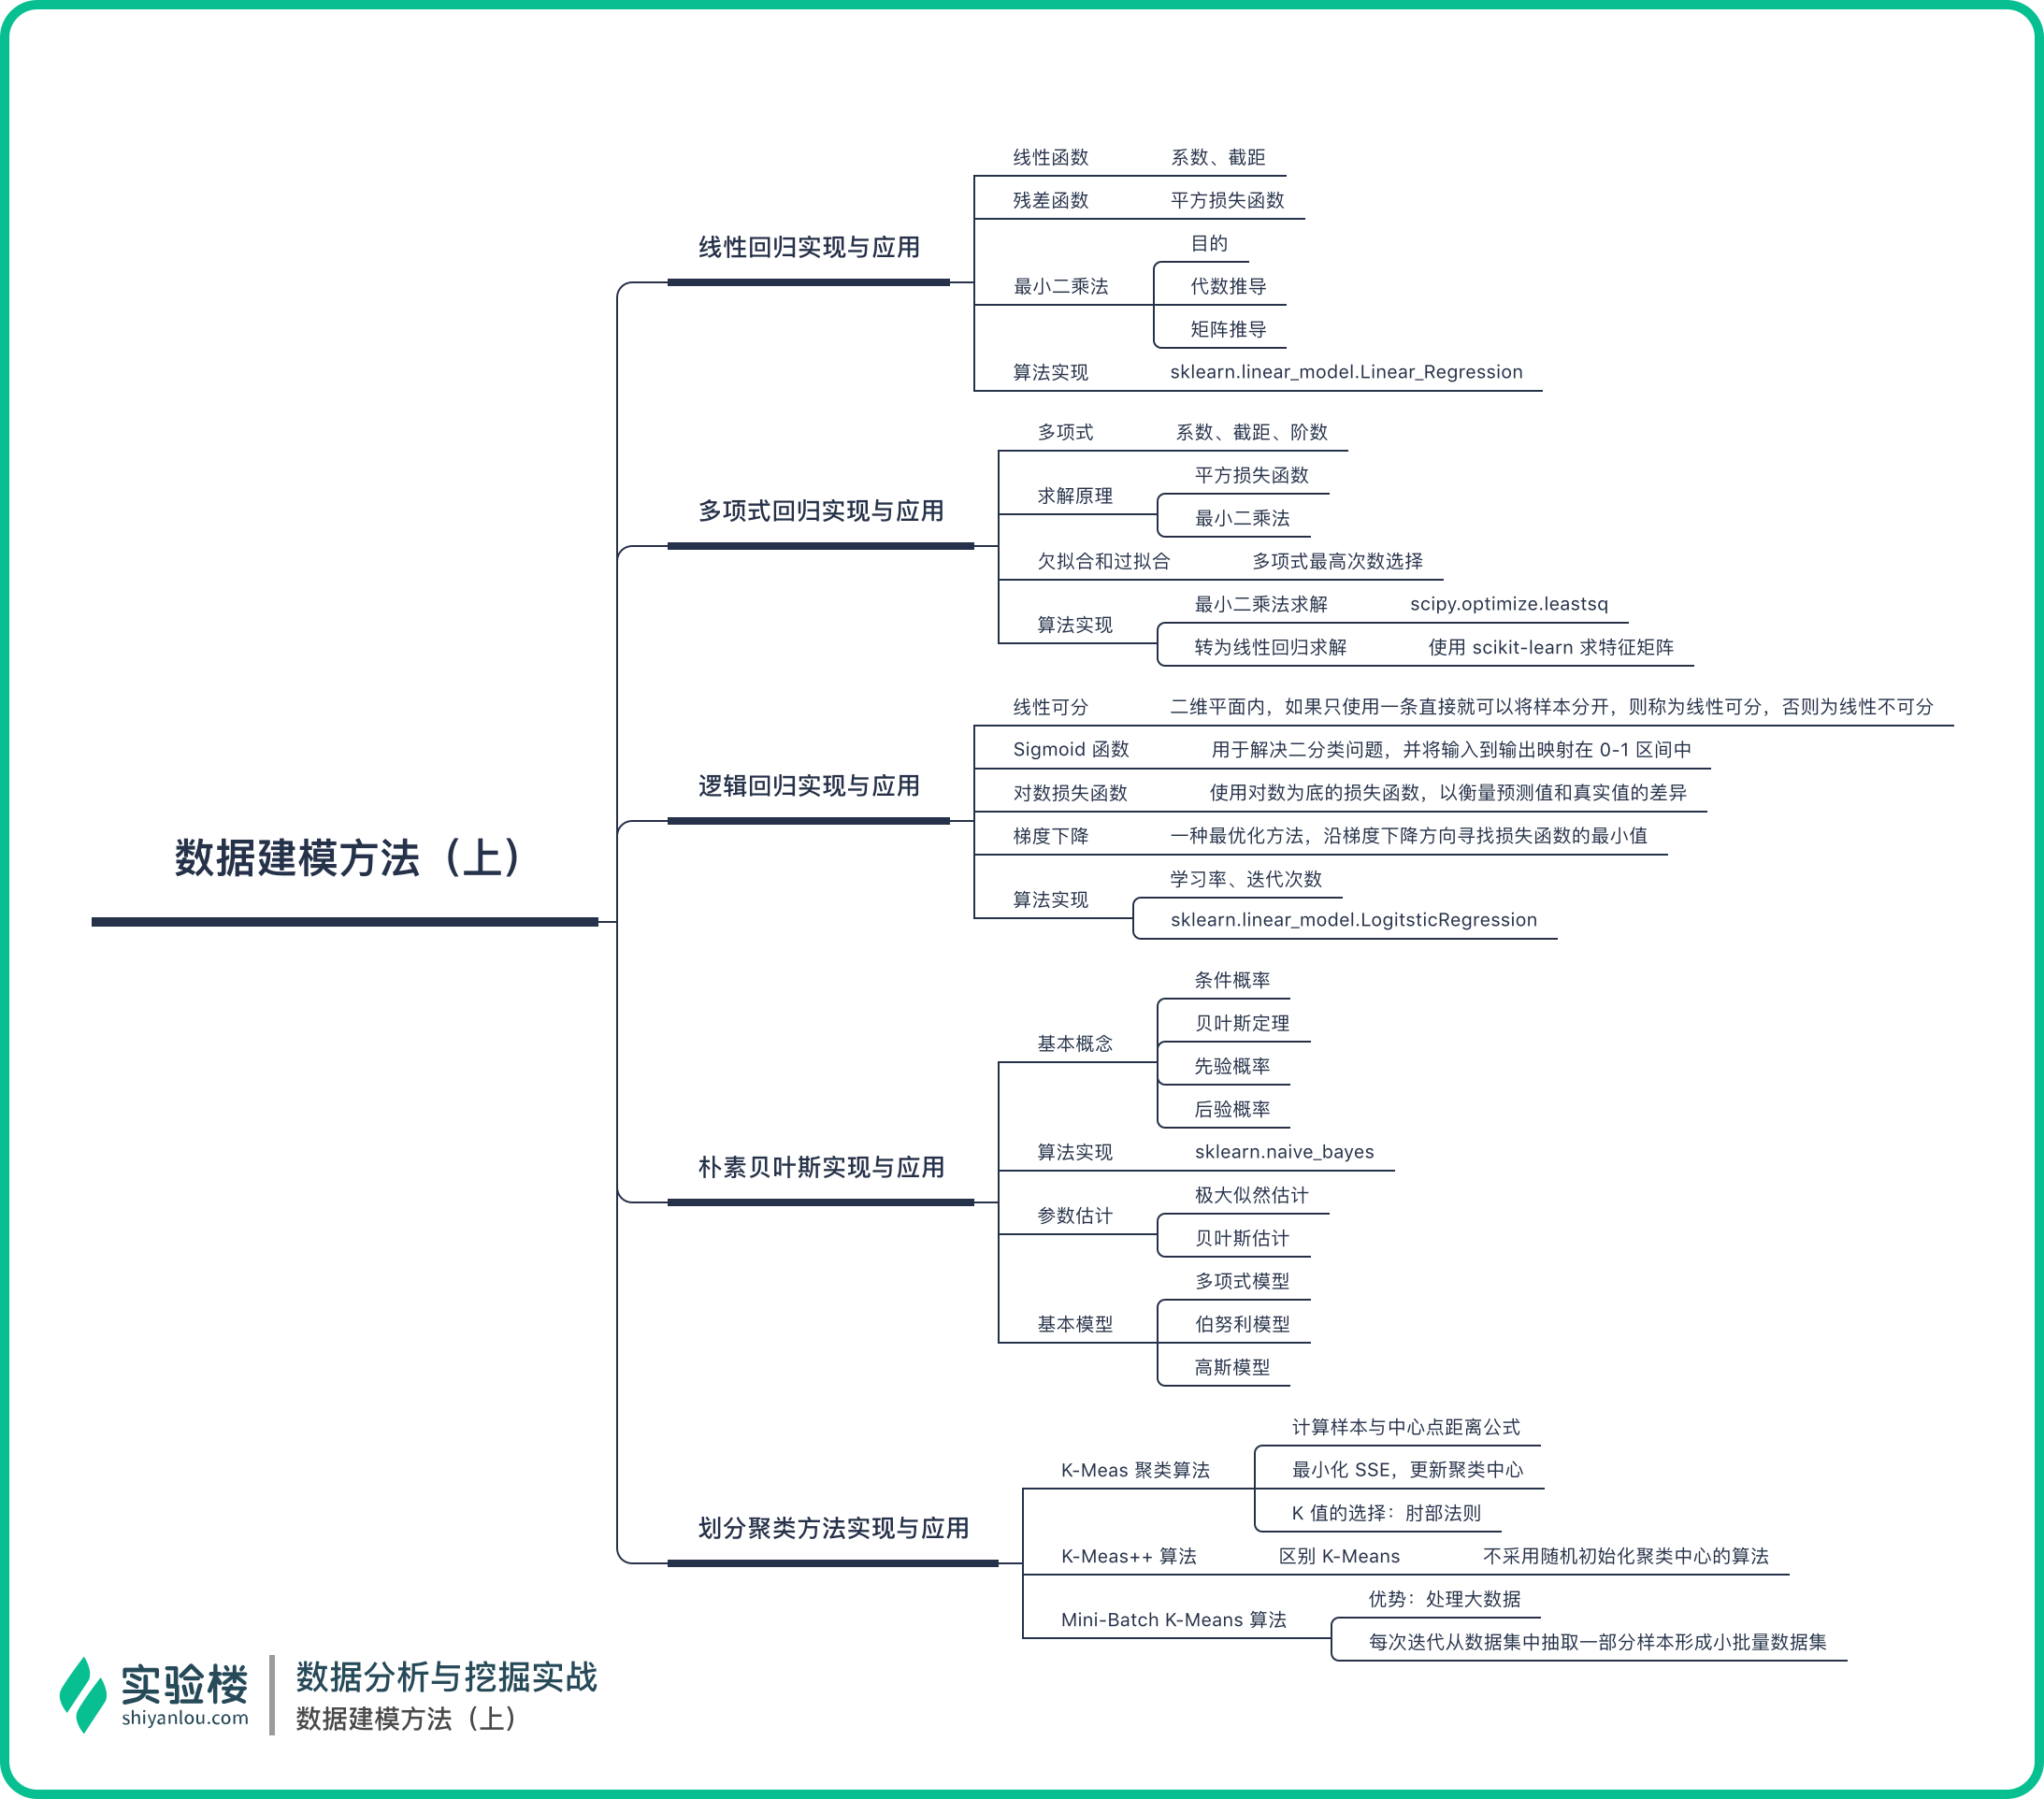 数据建模方法（上）
线性回归实现与应用
线性函数 系数、截距
残差函数 平方损失函数
最小二乘法
目的
代数推导
矩阵推导
算法实现 sklearn.linear_model.Linear_Regression
多项式回归实现与应用
多项式 系数、截距、阶数
求解原理
平方损失函数
最小二乘法
欠拟合和过拟合 多项式最高次数选择
算法实现
最小二乘法求解 scipy.optimize.leastsq
转为线性回归求解 使用 scikit-learn 求特征矩阵
逻辑回归实现与应用
线性可分 二维平面内，如果只使用一条直接就可以将样本分开，则称为线性可分，否则为线性不可分
Sigmoid 函数 用于解决二分类问题，并将输入到输出映射在 0-1 区间中
对数损失函数 使用对数为底的损失函数，以衡量预测值和真实值的差异
梯度下降 一种最优化方法，沿梯度下降方向寻找损失函数的最小值
算法实现
学习率、迭代次数
sklearn.linear_model.LogitsticRegression
朴素贝叶斯实现与应用
基本概念
条件概率
贝叶斯定理
先验概率
后验概率
算法实现 sklearn.naive_bayes
参数估计
极大似然估计
贝叶斯估计
基本模型
多项式模型
伯努利模型
高斯模型
划分聚类方法实现与应用
K-Meas 聚类算法
计算样本与中心点距离公式
最小化 SSE，更新聚类中心
K 值的选择：肘部法则
K-Meas++ 算法 区别 K-Means 不采用随机初始化聚类中心的算法
Mini-Batch K-Means 算法
优势：处理大数据
每次迭代从数据集中抽取一部分样本形成小批量数据集
实验楼
shiyanlou.com
数据分析与挖掘实战
数据建模方法（上）